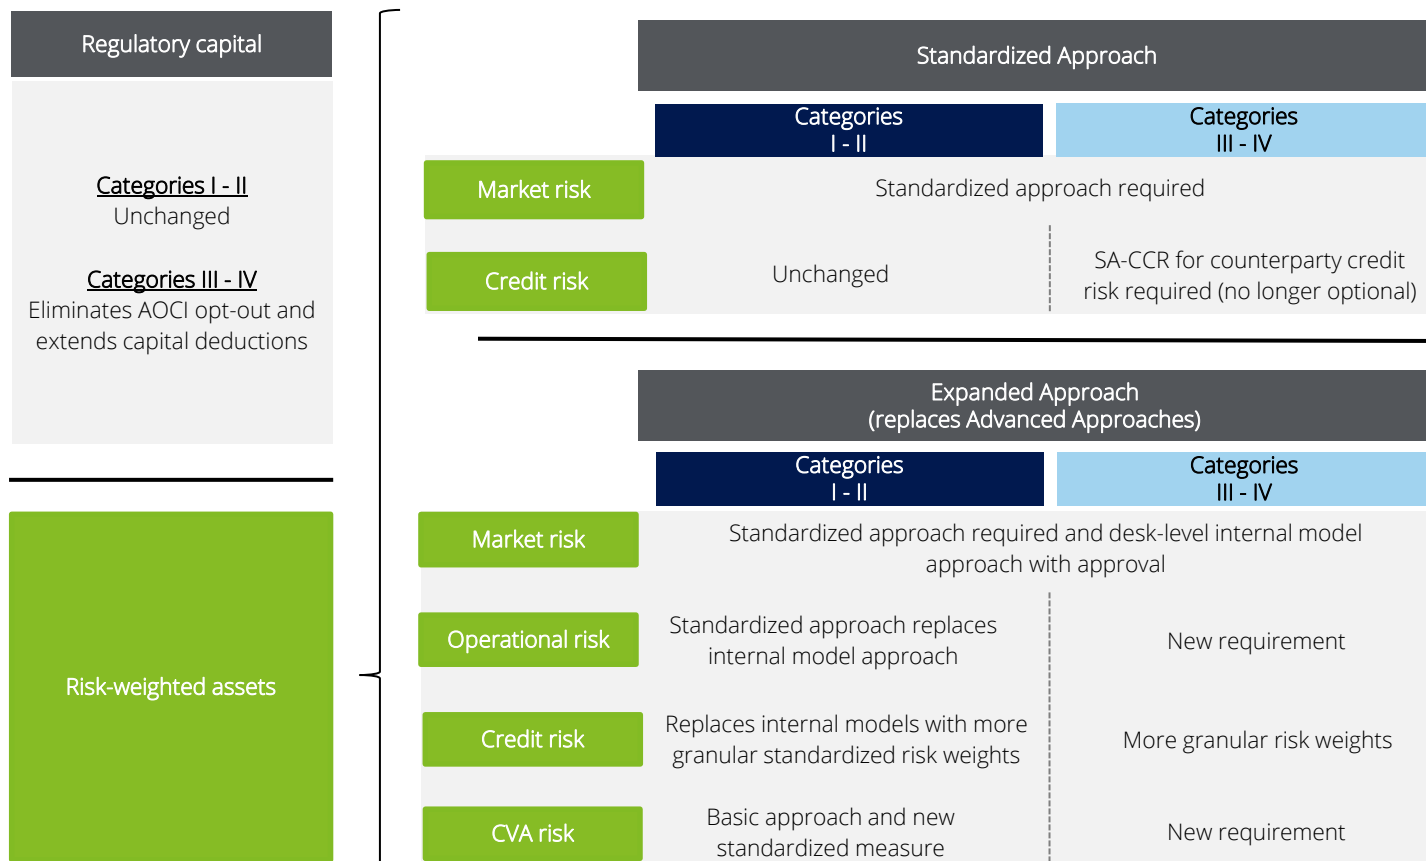 Regulatory capital
Categories I - II
Unchanged
Categories III - IV
Eliminates AOCI opt-out and
extends capital deductions
Risk-weighted assets
Standardized Approach
Categories
I - II
Categories
III - IV
Market risk
Standardized approach required
Credit risk
Unchanged
SA-CCR for counterparty credit
risk required (no longer optional)
Expanded Approach
(replaces Advanced Approaches)
Categories
I - II
Categories
III - IV
Market risk
Standardized approach required and desk-level internal model
approach with approval
Operational risk
Standardized approach replaces
internal model approach
New requirement
Credit risk
Replaces internal models with more
granular standardized risk weights
More granular risk weights
CVA risk
Basic approach and new
standardized measure
New requirement